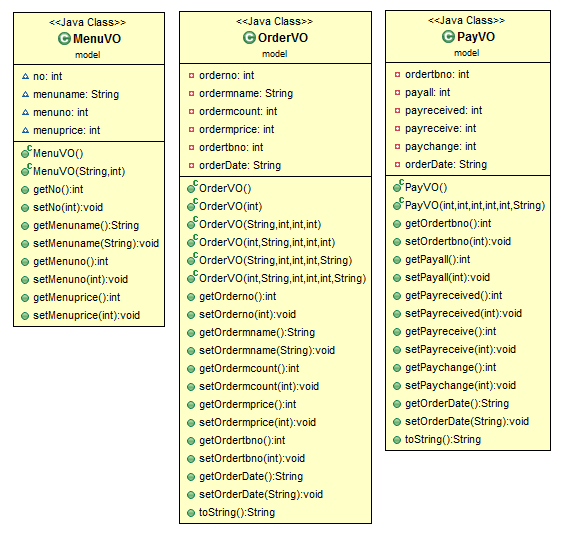 <<Java Class>>
MenuVO
model
no: int
menuname: String
menuno: int
menuprice: int
MenuVO()
MenuVO(String,int)
getNo():int
setNo(int):void
getMenuname():String
setMenuname(String):void
getMenuno():int
setMenuno(int):void
getMenuprice():int
setMenuprice(int):void
<<Java Class>>
OrderVO
model
orderno: int
ordermname: String
ordermcount: int
ordermprice: int
ordertbno: int
orderDate: String
OrderVO()
OrderVO(int)
OrderVO(String,int,int,int)
OrderVO(int,String,int,int,int)
OrderVO(String,int,int,int,String)
OrderVO(int,String,int,int,int,String)
getOrderno():int
setOrderno(int):void
getOrdermname():String
setOrdermname(String):void
getOrdermcount():int
setOrdermcount(int):void
getOrdermprice():int
setOrdermprice(int):void
getOrdertbno():int
setOrdertbno(int):void
getOrderDate():String
setOrderDate(String):void
toString():String
<<Java Class>>
PayVO
model
ordertbno: int
payall: int
payreceived: int
payreceive: int
paychange: int
orderDate: String
PayVO()
PayVO(int,int,int,int,int,String)
getOrdertbno():int
setOrdertbno(int):void
getPayall():int
setPayall(int):void
getPayreceived():int
setPayreceived(int):void
getPayreceive():int
setPayreceive(int):void
getPaychange():int
setPaychange(int):void
getOrderDate():String
setOrderDate(String):void
toString():String